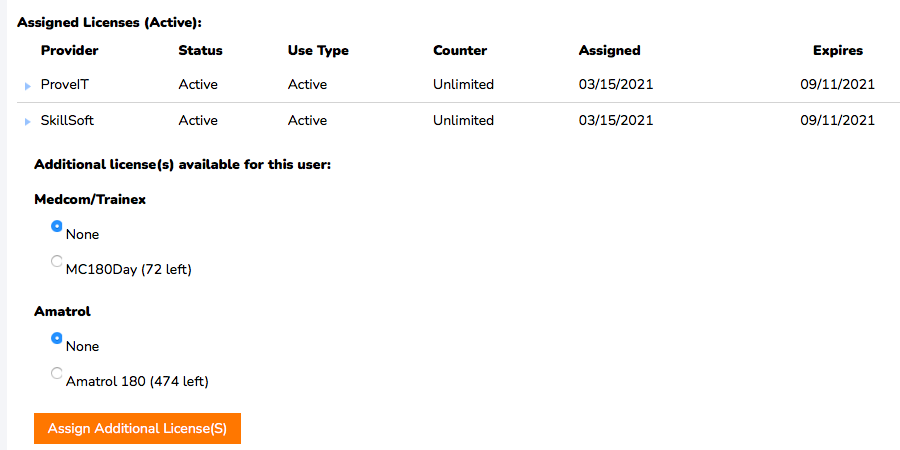 Assigned Licenses (Active):
Provider Status Use Type Counter Assigned Expires
ProveIT Active Active Unlimited 03/15/2021 09/11/2021
SkillSoft Active Active Unlimited 03/15/2021 09/11/2021
Additional license(s) available for this user:
Medcom/Trainex
None
MC180Day (72 left)
Amatrol
None
Amatrol 180 (474 left)
Assign Additional License(S)